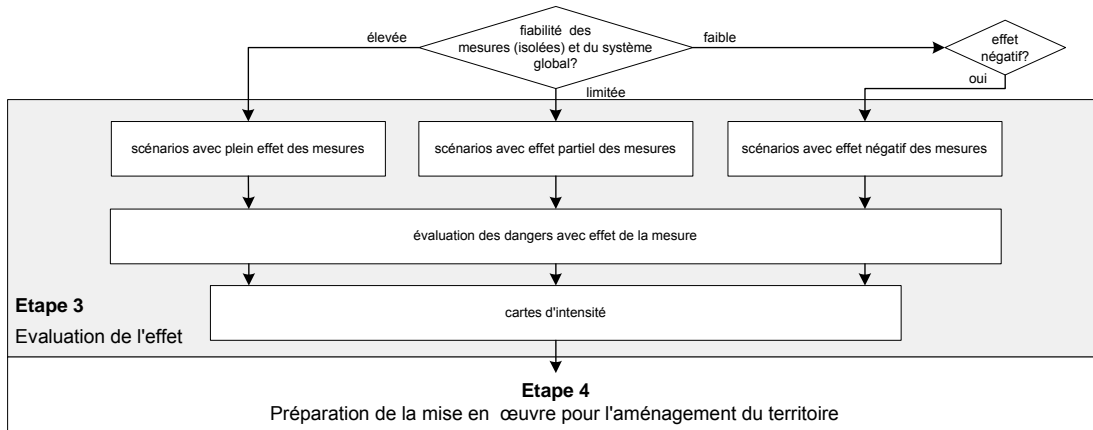 fiabilité des
mesures (isolées) et du système
global?
élevée
faible
effet
négatif?
oui
limitée
scénarios avec plein effet des mesures
scénarios avec effet partiel des mesures
scénarios avec effet négatif des mesures
évaluation des dangers avec effet de la mesure
Etape 3
Evaluation de l'effet
cartes d'intensité
Etape 4
Préparation de la mise en œuvre pour l'aménagement du territoire